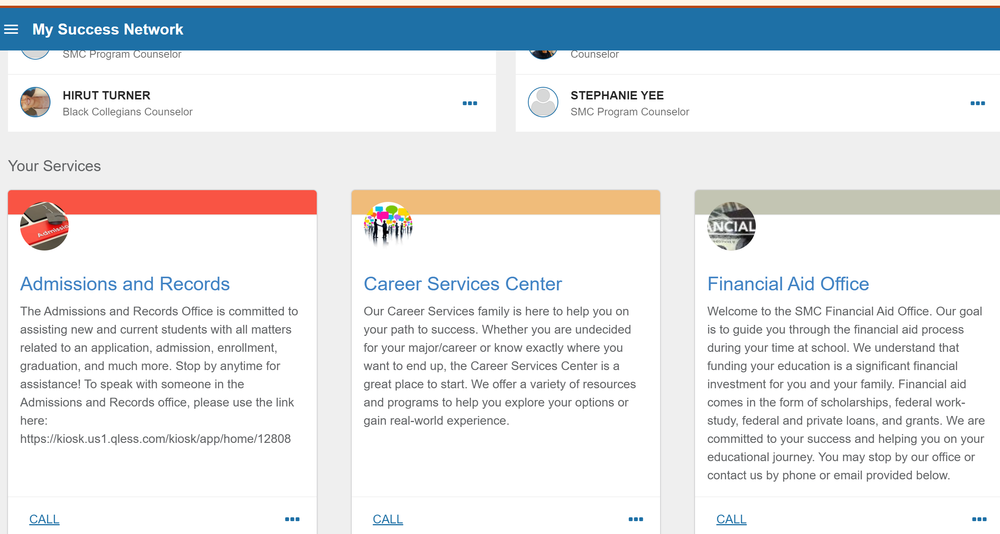 My Success Network
SMC Program Counselor
Counselor
HIRUT TURNER
Black Collegians Counselor
STEPHANIE YEE
SMC Program Counselor
Your Services
Admissio
Admissions and Records
The Admissions and Records Office is committed to
assisting new and current students with all matters
related to an application, admission, enrollment,
graduation, and much more. Stop by anytime for
assistance! To speak with someone in the
Admissions and Records office, please use the link
here:
https://kiosk.us1.qless.com/kiosk/app/home/12808
CALL
Career Services Center
Our Career Services family is here to help you on
your path to success. Whether you are undecided
for your major/career or know exactly where you
want to end up, the Career Services Center is a
great place to start. We offer a variety of resources
and programs to help you explore your options or
gain real-world experience.
CALL
ANCIAL
Financial Aid Office
Welcome to the SMC Financial Aid Office. Our goal
is to guide you through the financial aid process
during your time at school. We understand that
funding your education is a significant financial
investment for you and your family. Financial aid
comes in the form of scholarships, federal work-
study, federal and private loans, and grants. We are
committed to your success and helping you on your
educational journey. You may stop by our office or
contact us by phone or email provided below.
CALL